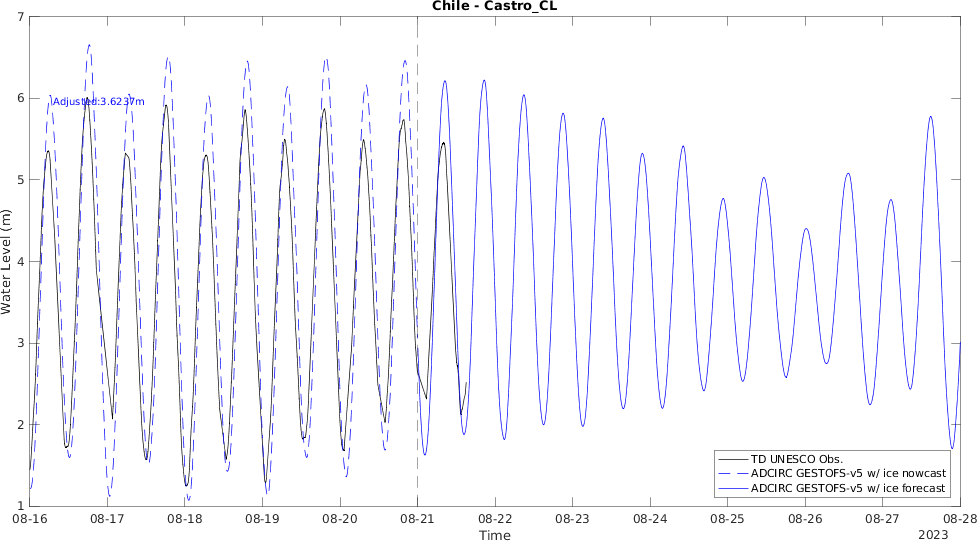 Chile - Castro_CL
7
6
5
4
3
2
1
Water Level (m)
Adjusted:3.6237m
TD UNESCO Obs.
ADCIRC GESTOFS-v5 w/ ice nowcast
ADCIRC GESTOFS-v5 w/ ice forecast
08-16 08-17 08-18 08-19 08-20 08-21 08-22 08-23 08-24 08-25 08-26 08-27 08-28
Time
2023